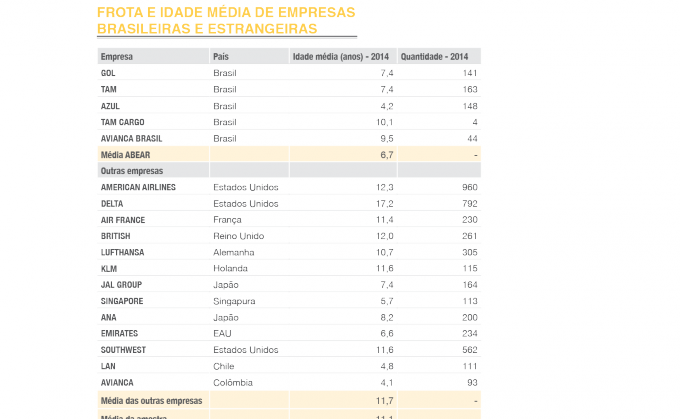 FROTA E IDADE MÉDIA DE EMPRESAS
BRASILEIRAS E ESTRANGEIRAS
Empresa País Idade média (anos) - 2014 Quantidade - 2014
GOL Brasil 7,4 141
TAM Brasil 7,4 163
AZUL Brasil 4,2 148
TAM CARGO Brasil 10,1 4
AVIANCA BRASIL Brasil 9,5 44
Média ABEAR 6,7 -
Outras empresas
AMERICAN AIRLINES Estados Unidos 12,3 960
DELTA Estados Unidos 17,2 792
AIR FRANCE França 11,4 230
BRITISH Reino Unido 12,0 261
LUFTHANSA Alemanha 10,7 305
KLM Holanda 11,6 115
JAL GROUP Japão 7,4 164
SINGAPORE Singapura 5,7 113
ANA Japão 8,2 200
EMIRATES EAU 6,6 234
SOUTHWEST Estados Unidos 11,6 562
LAN Chile 4,8 111
AVIANCA Colômbia 4,1 93
Média das outras empresas 11,7 -
Média da amostra 11,1